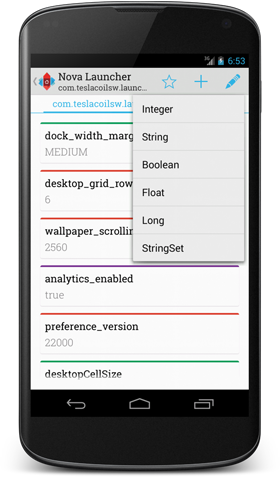 3G
6:53
Nova Launcher
com.teslacoilsw.launc...
com.teslacoilsw.la
Integer
String
Boolean
Float
Long
StringSet
dock_width_marg
MEDIUM
desktop_grid_row
6
wallpaper_scrollin
2560
analytics_enabled
true
preference_version
22000
desktopCellSize